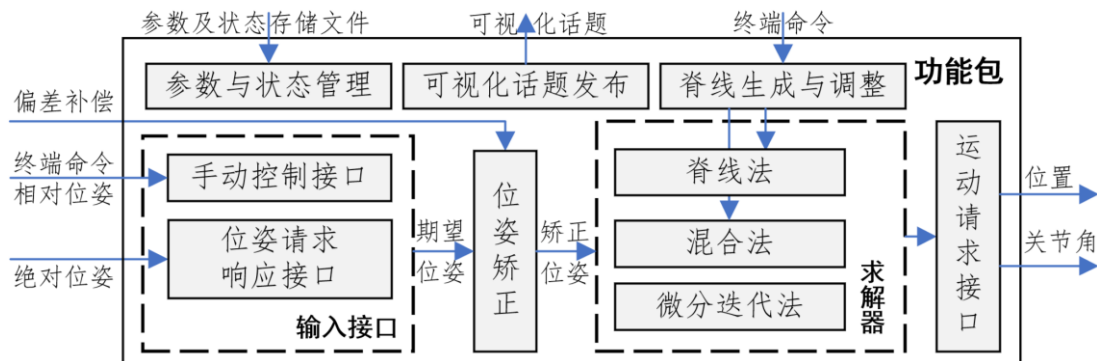 参数及状态存储文件
可视化话题
终端命令
参数与状态管理
可视化话题发布
脊线生成与调整
功能包
偏差补偿
终端命令
相对位姿
绝对位姿
手动控制接口
位姿请求
响应接口
输入接口
期望
位姿
位姿矫正
矫正
位姿
脊线法
混合法
微分迭代法
求解器
运动请求接口
位置
关节角